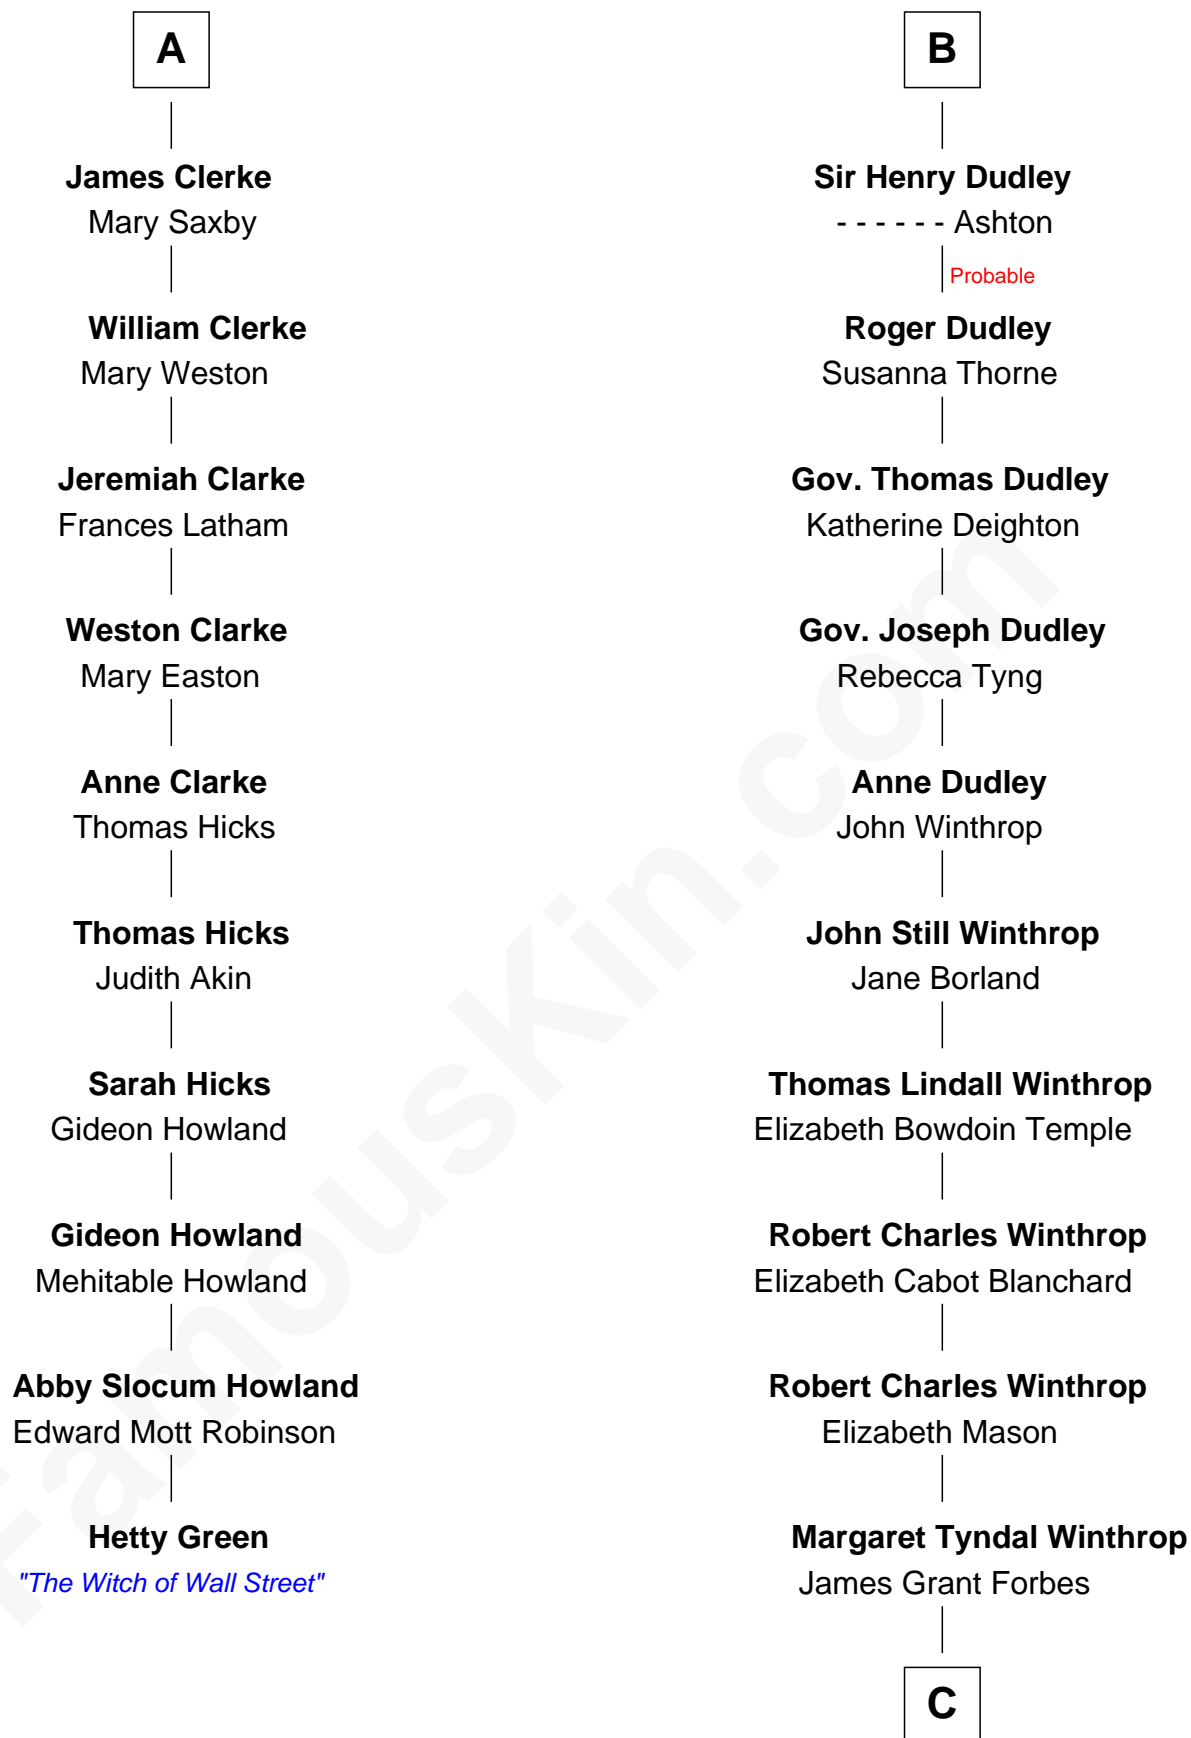 A
James Clerke
Mary Saxby
William Clerke
Mary Weston
Jeremiah Clarke
Frances Latham
Weston Clarke
Mary Easton
Anne Clarke
Thomas Hicks
Thomas Hicks
Judith Akin
Sarah Hicks
Gideon Howland
Gideon Howland
Mehitable Howland
Abby Slocum Howland
Edward Mott Robinson
Hetty Green
"The Witch of Wall Street"
B
Sir Henry Dudley
- - - - - - Ashton
Probable
Roger Dudley
Susanna Thorne
Gov. Thomas Dudley
Katherine Deighton
Gov. Joseph Dudley
Rebecca Tyng
Anne Dudley
John Winthrop
John Still Winthrop
Jane Borland
Thomas Lindall Winthrop
Elizabeth Bowdoin Temple
Robert Charles Winthrop
Elizabeth Cabot Blanchard
Robert Charles Winthrop
Elizabeth Mason
Margaret Tyndal Winthrop
James Grant Forbes
C
FamousKin.com